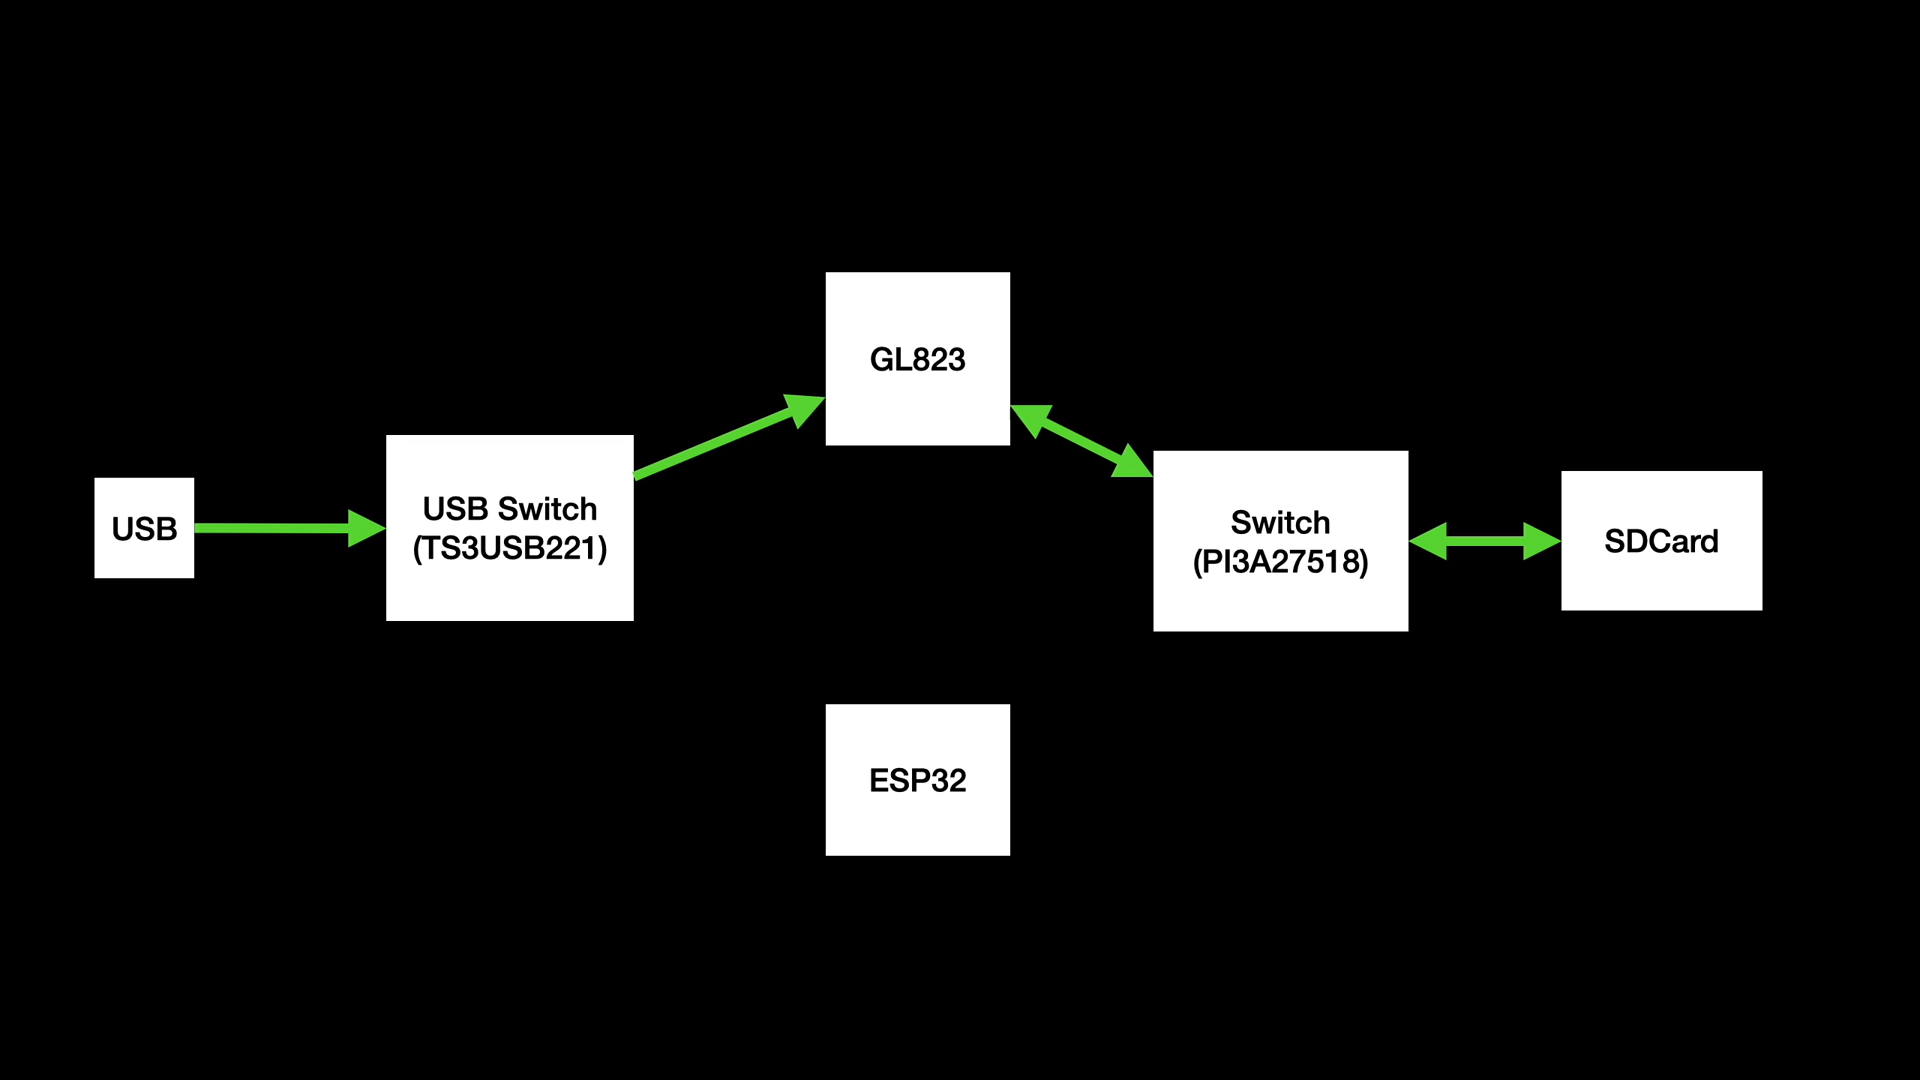 GL823
USB
USB Switch
(TS3USB221)
Switch
(PI3A27518)
SDCard
ESP32